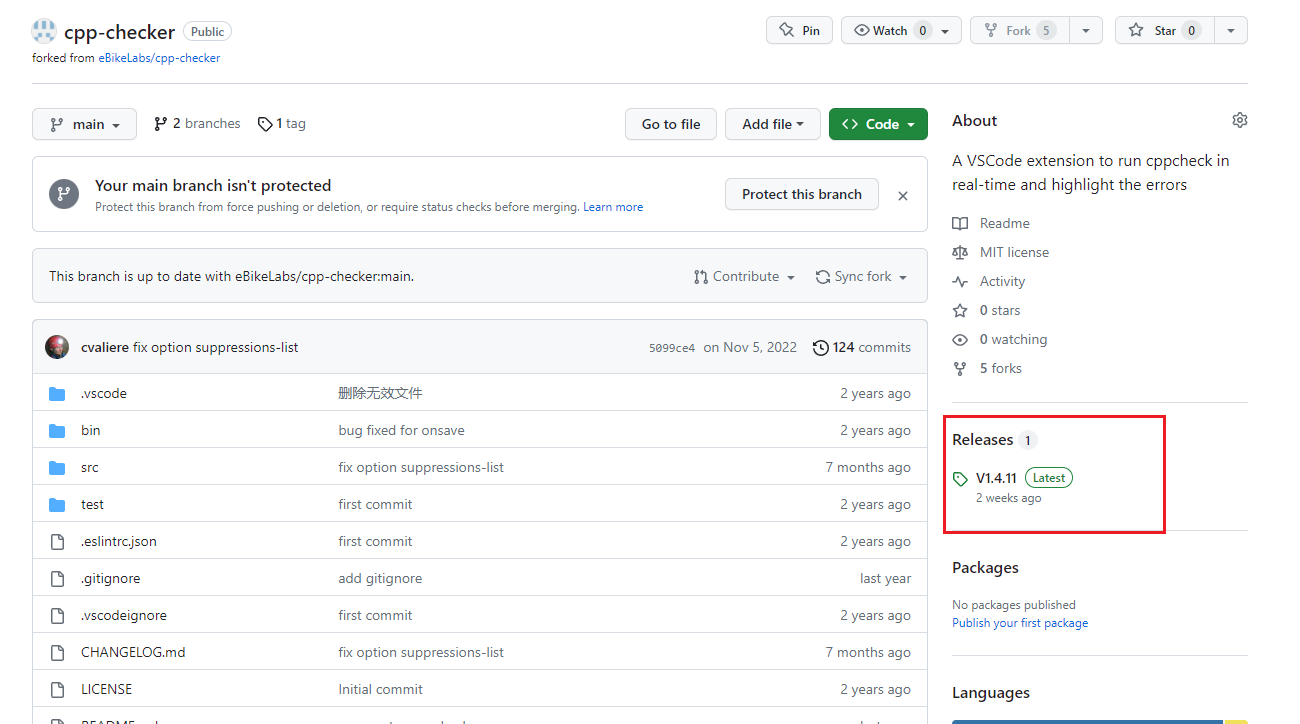 cpp-checker Public Pin Watch 0 Fork 5 Star 0
forked from eBikeLabs/cpp-checker
main 2 branches 1 tag Go to file Add file <> Code
Your main branch isn't protected
Protect this branch from force pushing or deletion, or require status checks before merging. Learn more
Protect this branch
This branch is up to date with eBikeLabs/cpp-checker:main. Contribute Sync fork
cvaliere fix option suppressions-list 5099ce4 on Nov 5, 2022 124 commits
.vscode 删除无效文件 2 years ago
bin bug fixed for onsave 2 years ago
src fix option suppressions-list 7 months ago
test first commit 2 years ago
.eslintrc.json first commit 2 years ago
.gitignore add gitignore last year
.vscodeignore first commit 2 years ago
CHANGELOG.md fix option suppressions-list 7 months ago
LICENSE Initial commit 2 years ago
About
A VSCode extension to run cppcheck in
real-time and highlight the errors
Readme
MIT license
Activity
0 stars
0 watching
5 forks
Releases 1
V1.4.11 Latest
2 weeks ago
Packages
No packages published
Publish your first package
Languages